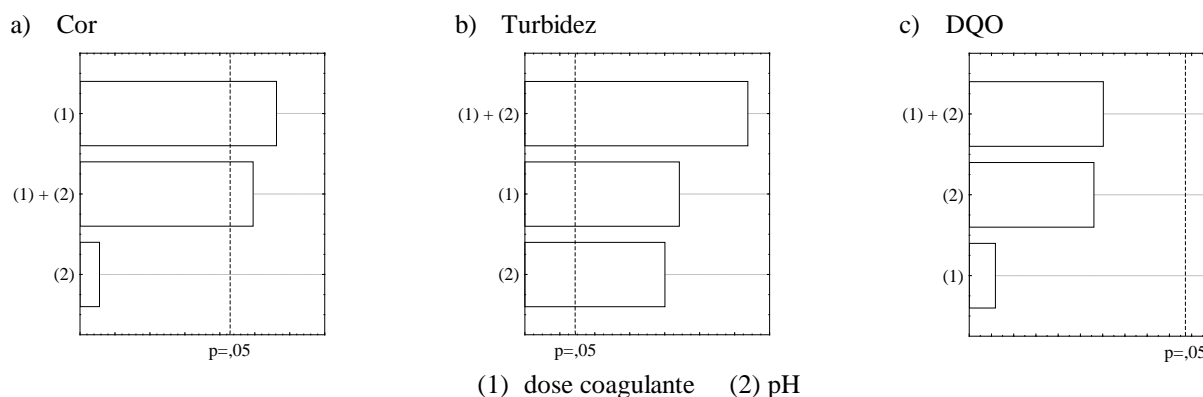 a) Cor
(1)
(1) + (2)
(2)
p=,05
b) Turbidez
(1) + (2)
(1)
(2)
p=,05
c) DQO
(1) + (2)
(2)
(1)
p=,05
(1) dose coagulante (2) pH